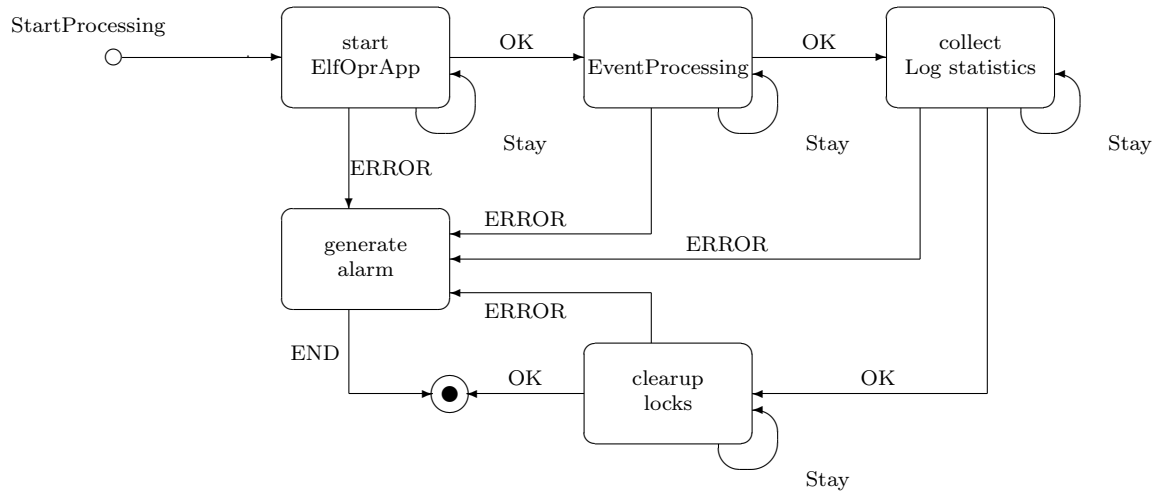 StartProcessing
start
ElfOprApp
OK
EventProcessing
OK
collect
Log statistics
Stay
Stay
Stay
ERROR
generate
alarm
ERROR
ERROR
ERROR
END
OK
clearup
locks
OK
Stay